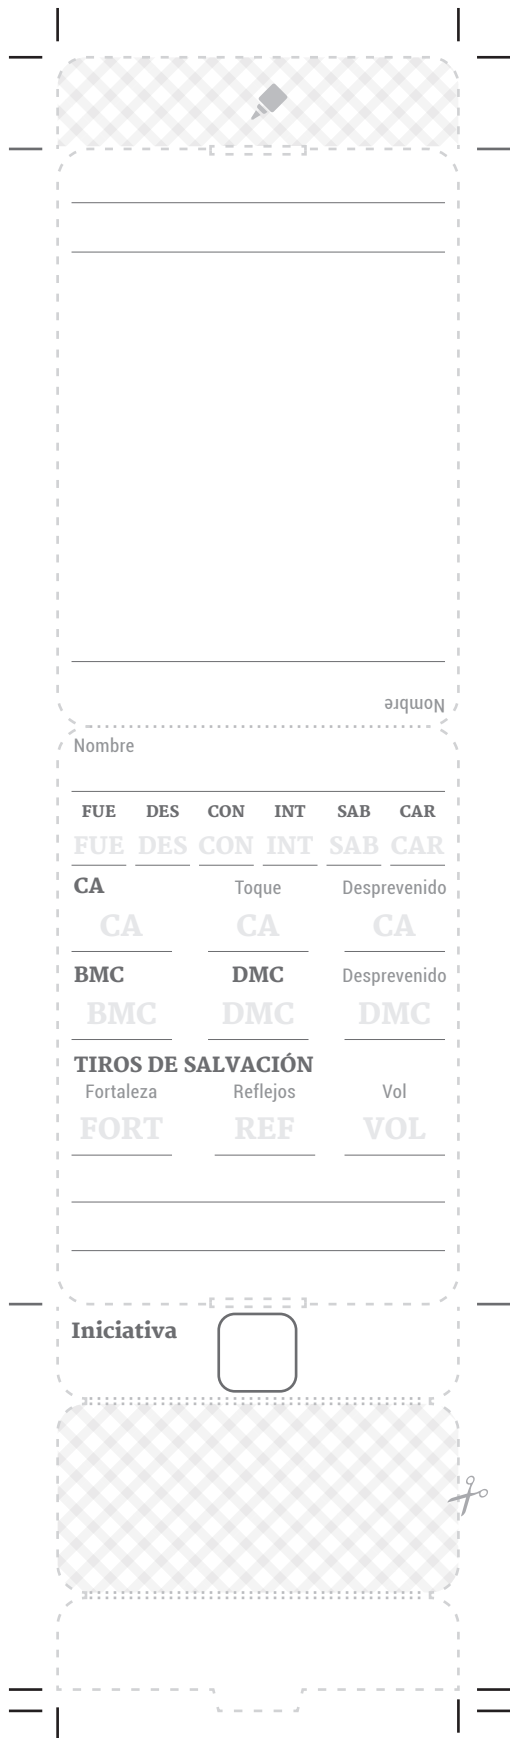 Nombre
Nombre
FUE DES CON INT SAB CAR
FUE DES CON INT SAB CAR
CA Toque Desprevenido
CA CA CA
BMC DMC Desprevenido
BMC DMC DMC
TIROS DE SALVACIÓN
Fortaleza Reflejos Vol
FORT REF VOL
Iniciativa